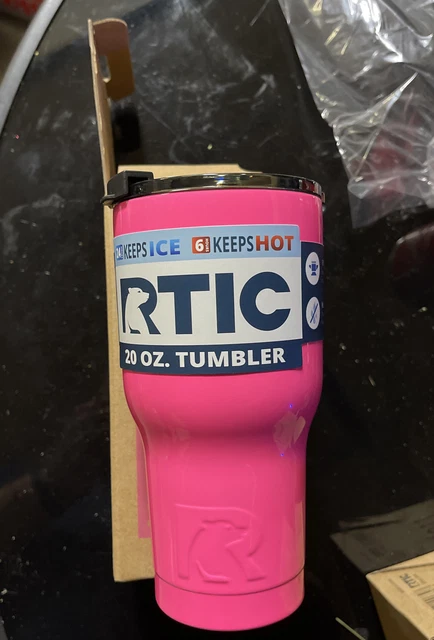 KEEPS ICE 6 KEEPS HOT
RTIC
20 OZ. TUMBLER
R